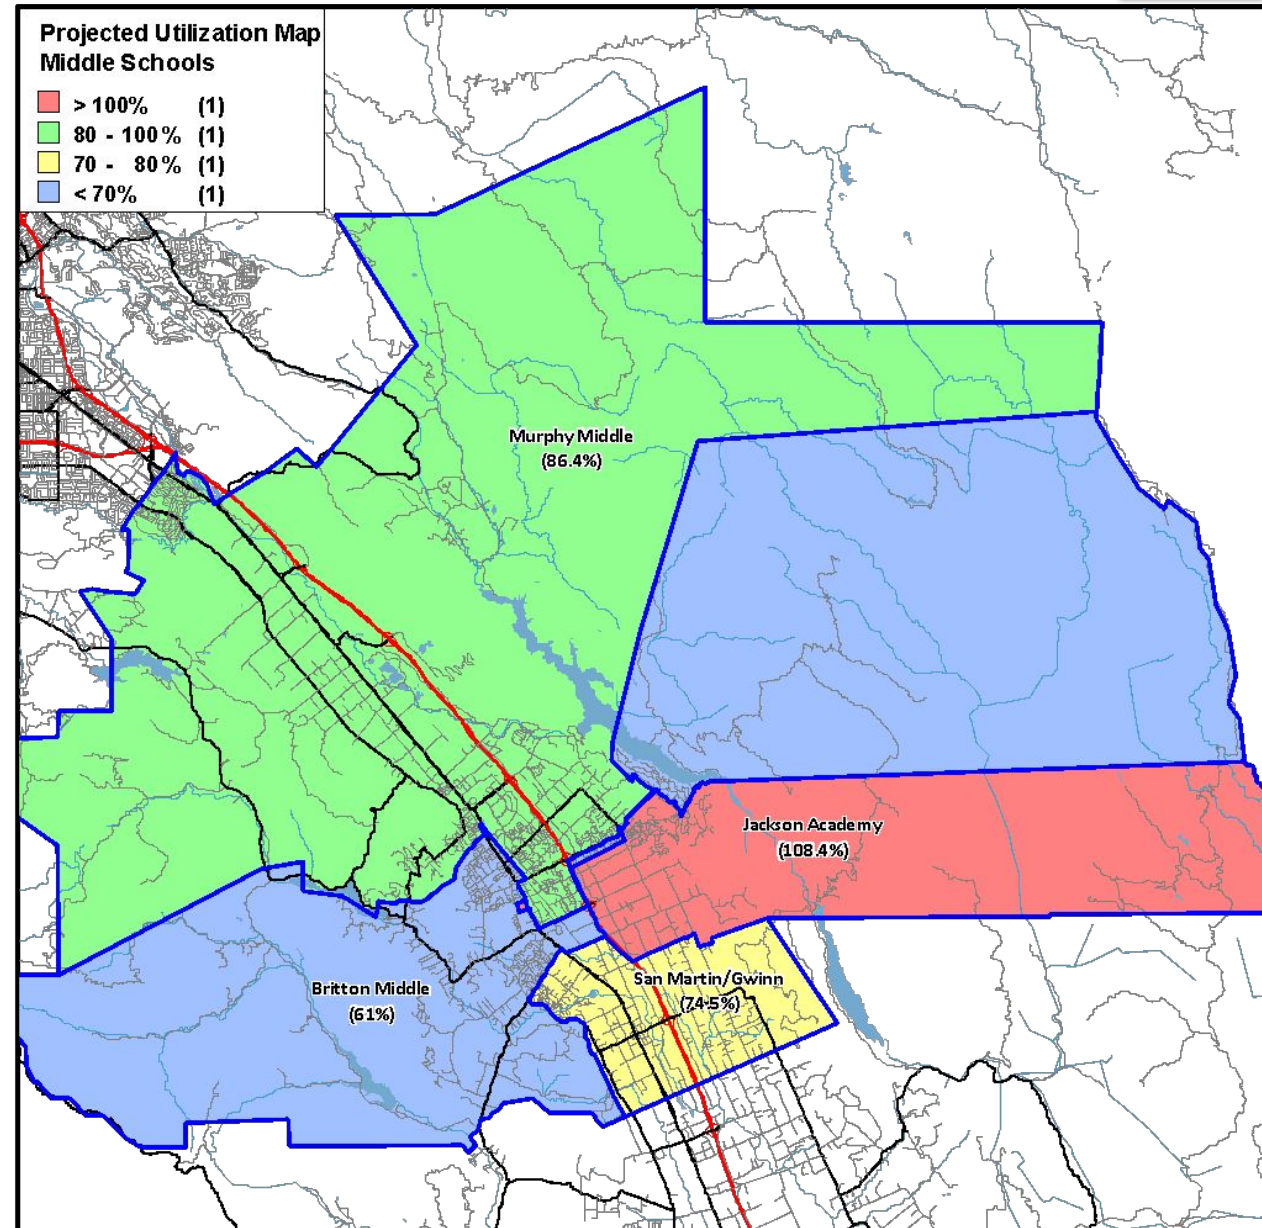 Projected Utilization Map
Middle Schools
> 100% (1)
80 - 100% (1)
70 - 80% (1)
< 70% (1)
Murphy Middle
(86.4%)
Jackson Academy
(108.4%)
San Martin/Gwinn
(74.5%)
Britton Middle
(61%)